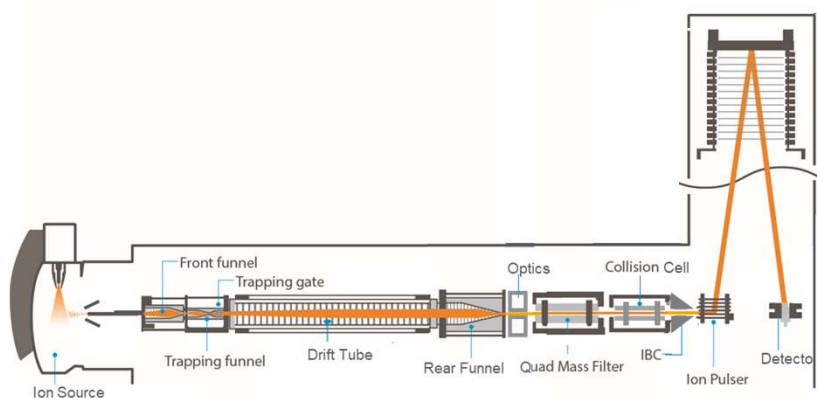 Front funnel
Trapping gate
Optics
Collision Cell
Trapping funnel
Drift Tube
Rear Funnel
Quad Mass Filter
IBC
Ion Pulser
Detecto
Ion Source